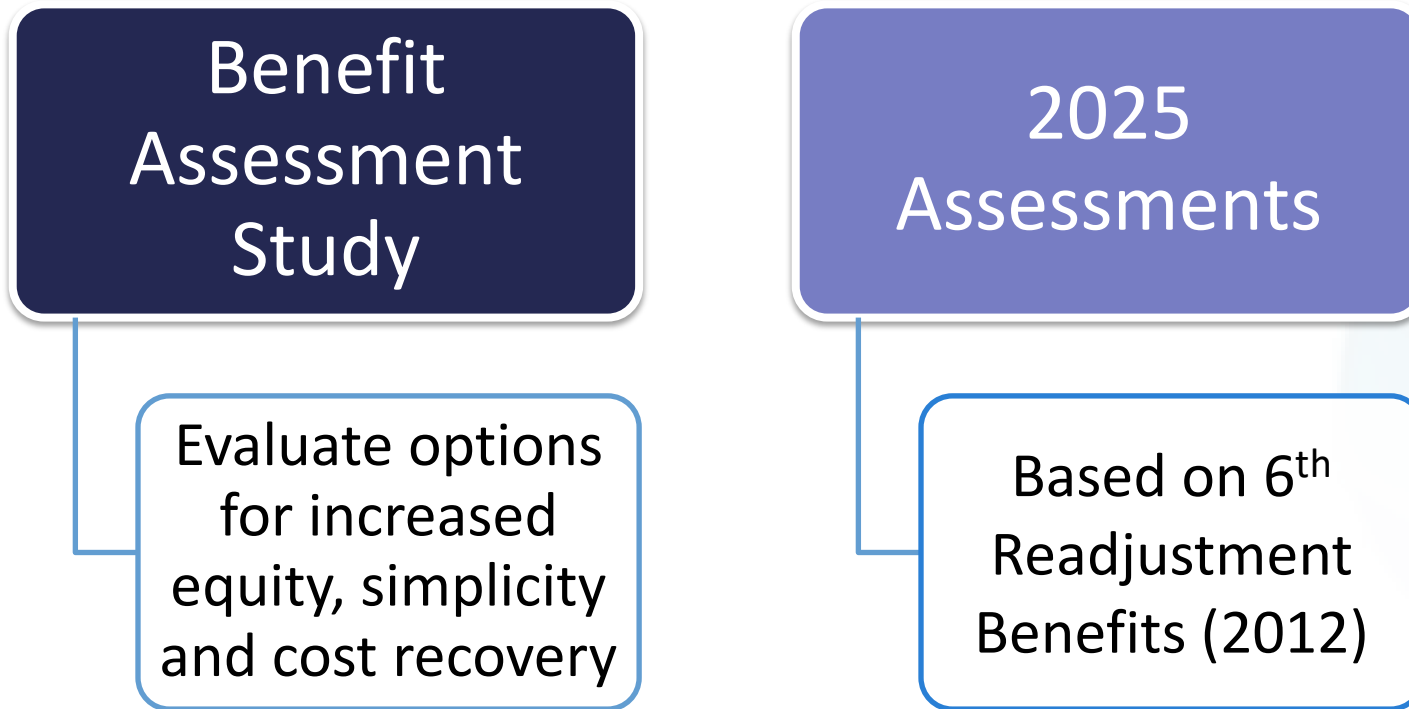 Benefit
Assessment
Study
Evaluate options
for increased
equity, simplicity
and cost recovery
2025
Assessments
Based on 6th
Readjustment
Benefits (2012)